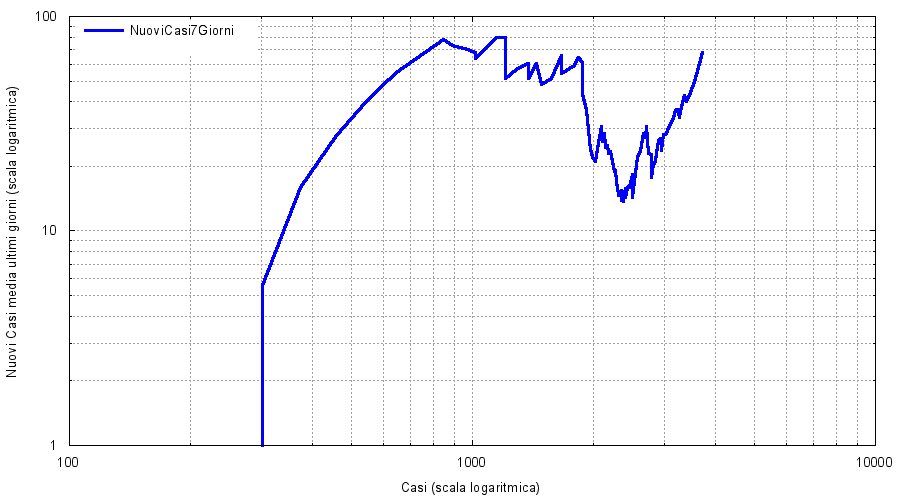 NuoviCasi7Giorni
Nuovi Casi media ultimi giorni (scala logaritmica)
100
10
1
100
1000
10000
Casi (scala logaritmica)